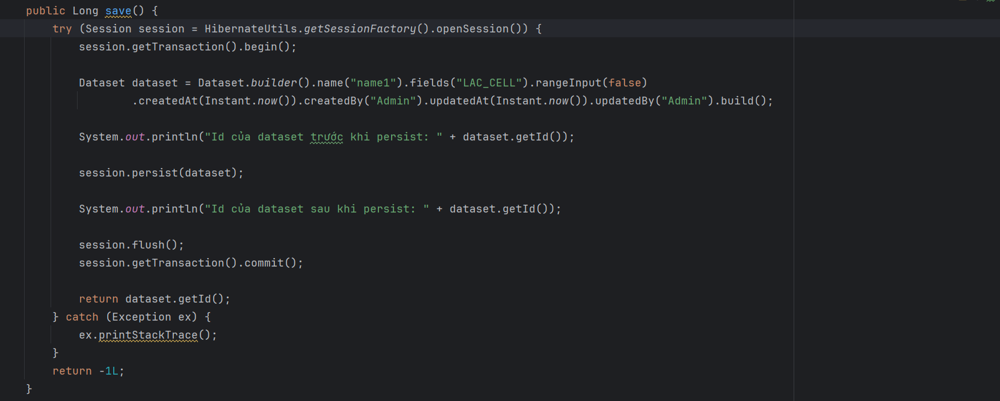 public Long save() {
try (Session session = HibernateUtils.getSessionFactory().openSession()) {
session.getTransaction().begin();
Dataset dataset = Dataset.builder().name("name1").fields("LAC_CELL").rangeInput(false)
.createdAt(Instant.now()).createdBy("Admin").updatedAt(Instant.now()).updatedBy("Admin").build();
System.out.println("Id của dataset trước khi persist: " + dataset.getId());
session.persist(dataset);
System.out.println("Id của dataset sau khi persist: " + dataset.getId());
session.flush();
session.getTransaction().commit();
return dataset.getId();
} catch (Exception ex) {
ex.printStackTrace();
}
return -1L;
}